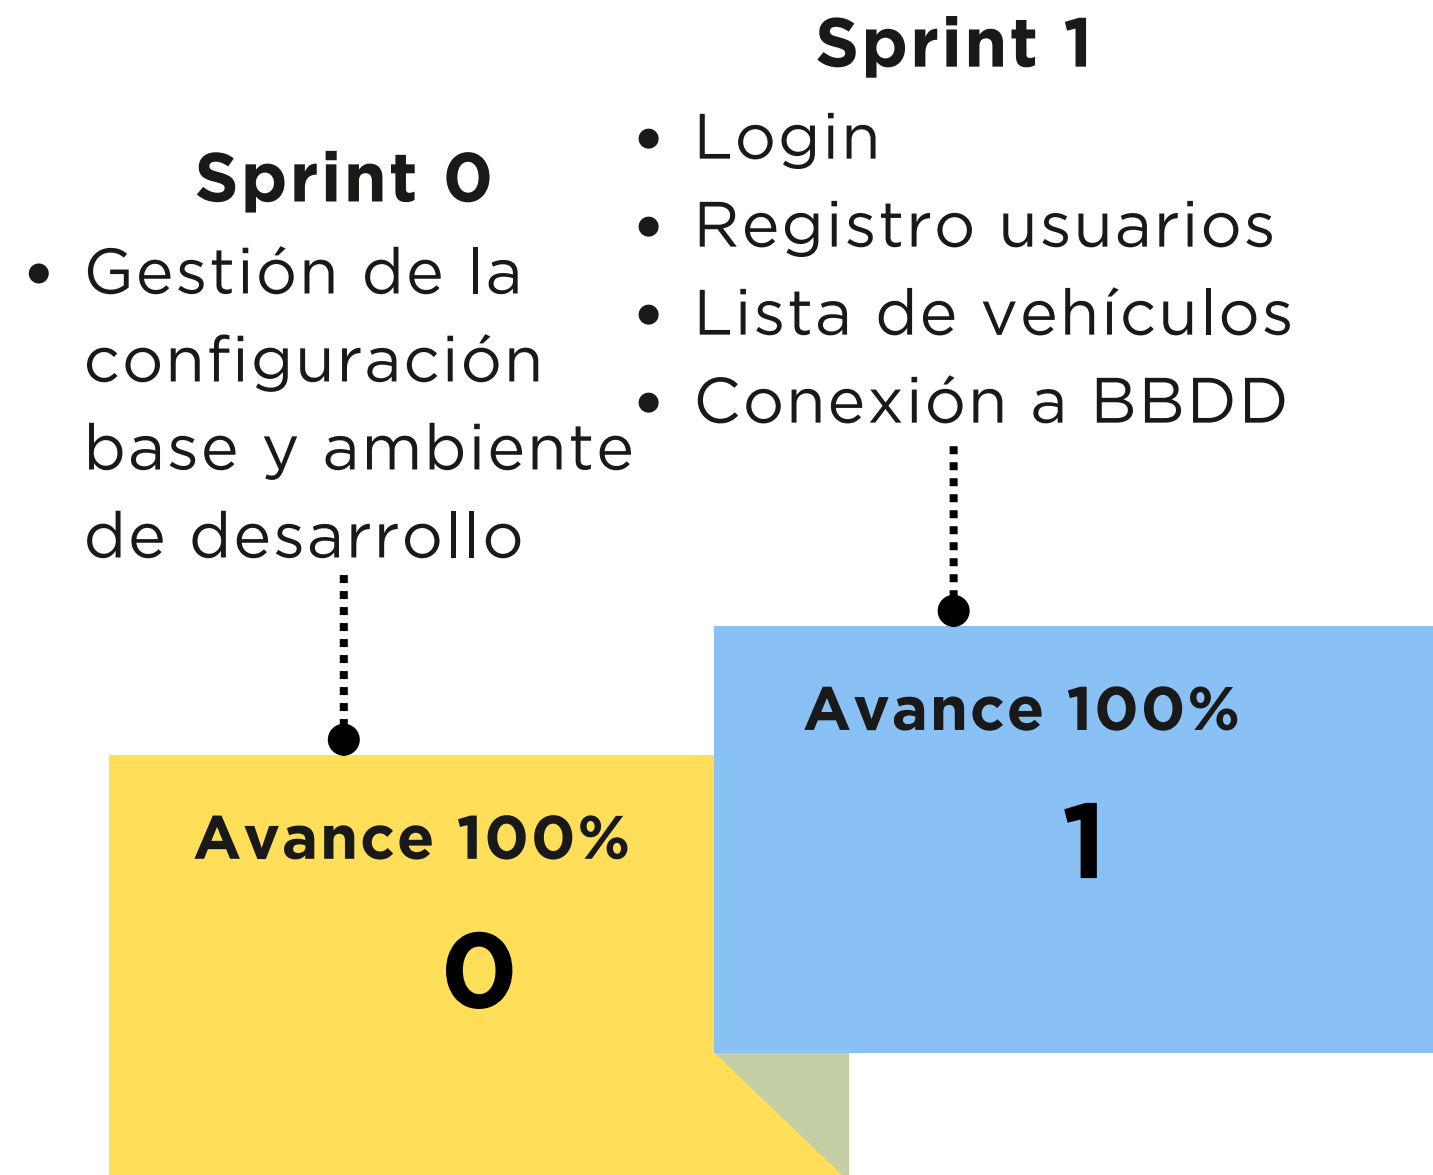 Sprint 0
• Gestión de la
configuración
base y ambiente
de desarrollo
Avance 100%
0
Sprint 1
• Login
• Registro usuarios
• Lista de vehículos
• Conexión a BBDD
Avance 100%
1